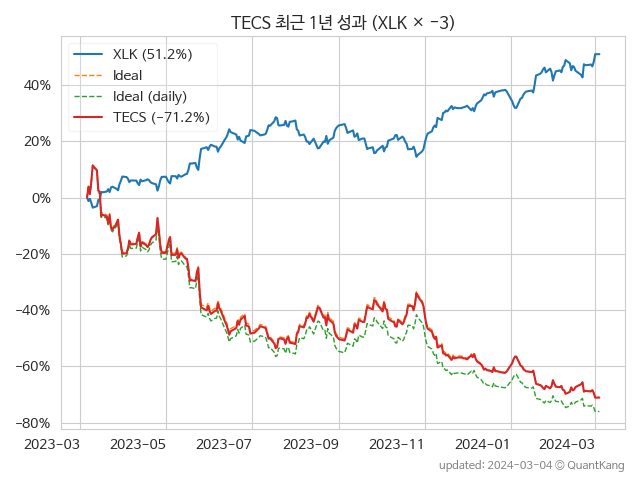 TECS 최근 1년 성과 (XLK × −3)
XLK (51.2%)
Ideal
Ideal (daily)
TECS (−71.2%)
40%
20%
0%
−20%
−40%
−60%
−80%
2023−03 2023−05 2023−07 2023−09 2023−11 2024−01 2024−03
updated: 2024−03−04 © QuantKang